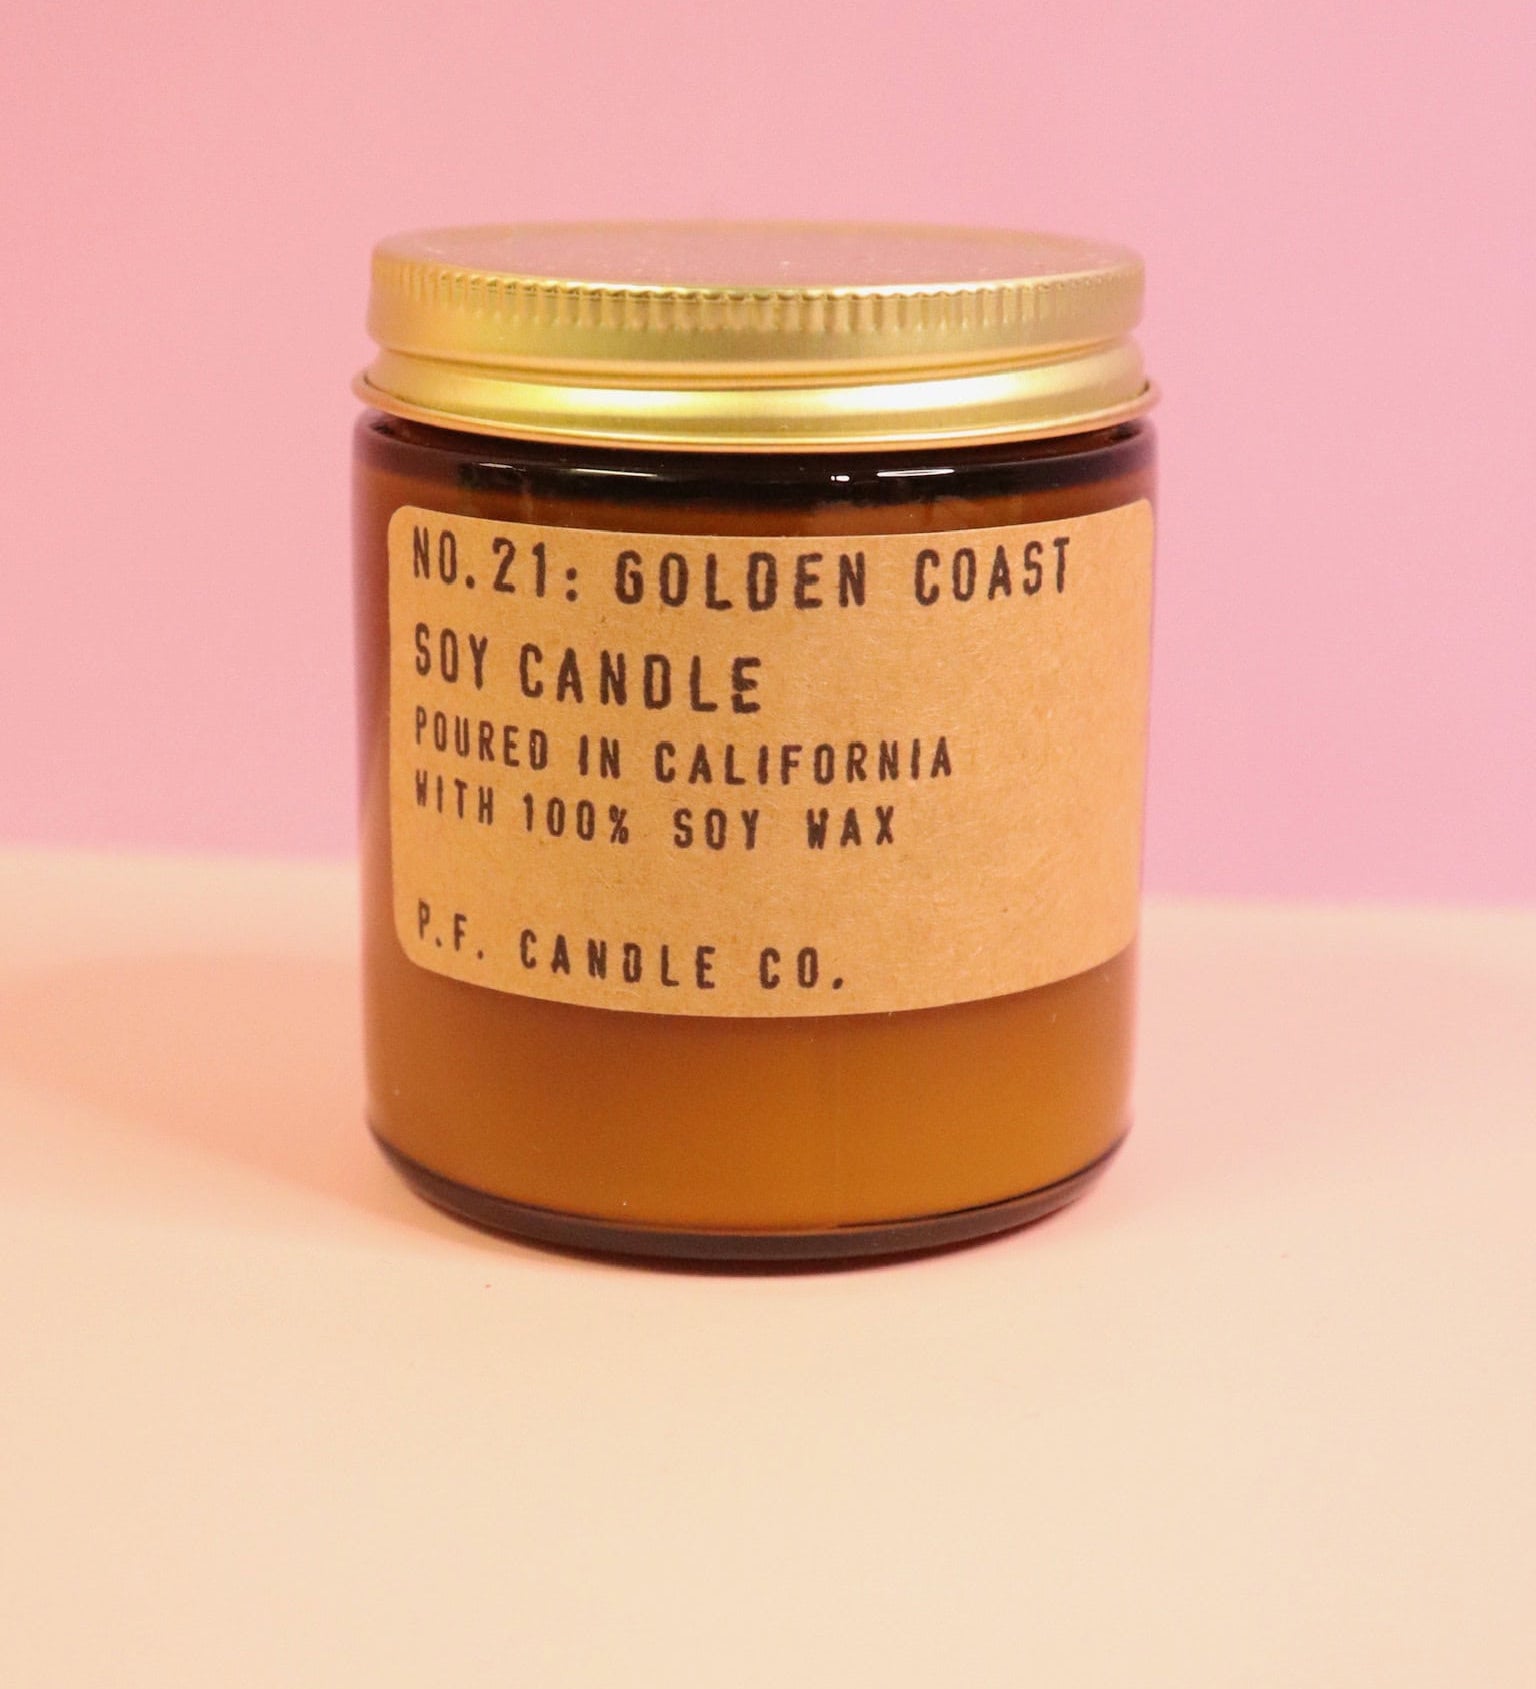 NO.21: GOLDEN COAST
SOY CANDLE
POURED IN CALIFORNIA
WITH 100% SOY WAX
P.F. CANDLE CO.